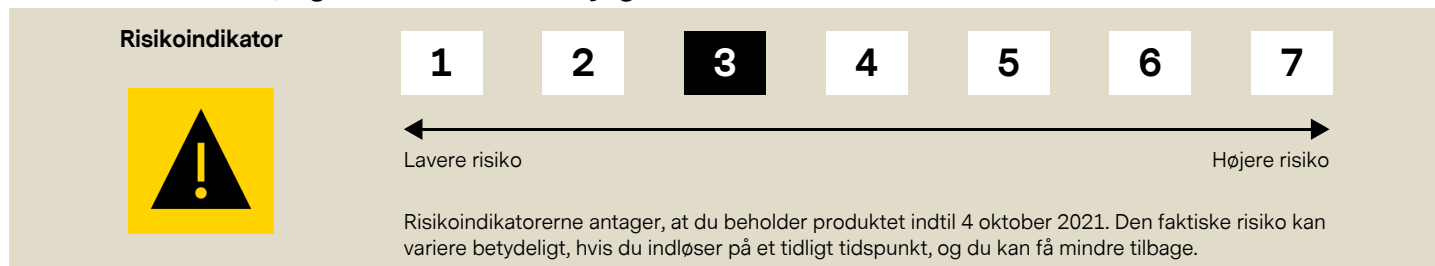 Risikoindikator
1 2 3 4 5 6 7
Lavere risiko Højere risiko
Risikoindikatorerne antager, at du beholder produktet indtil 4 oktober 2021. Den faktiske risiko kan
variere betydeligt, hvis du indløser på et tidligt tidspunkt, og du kan få mindre tilbage.